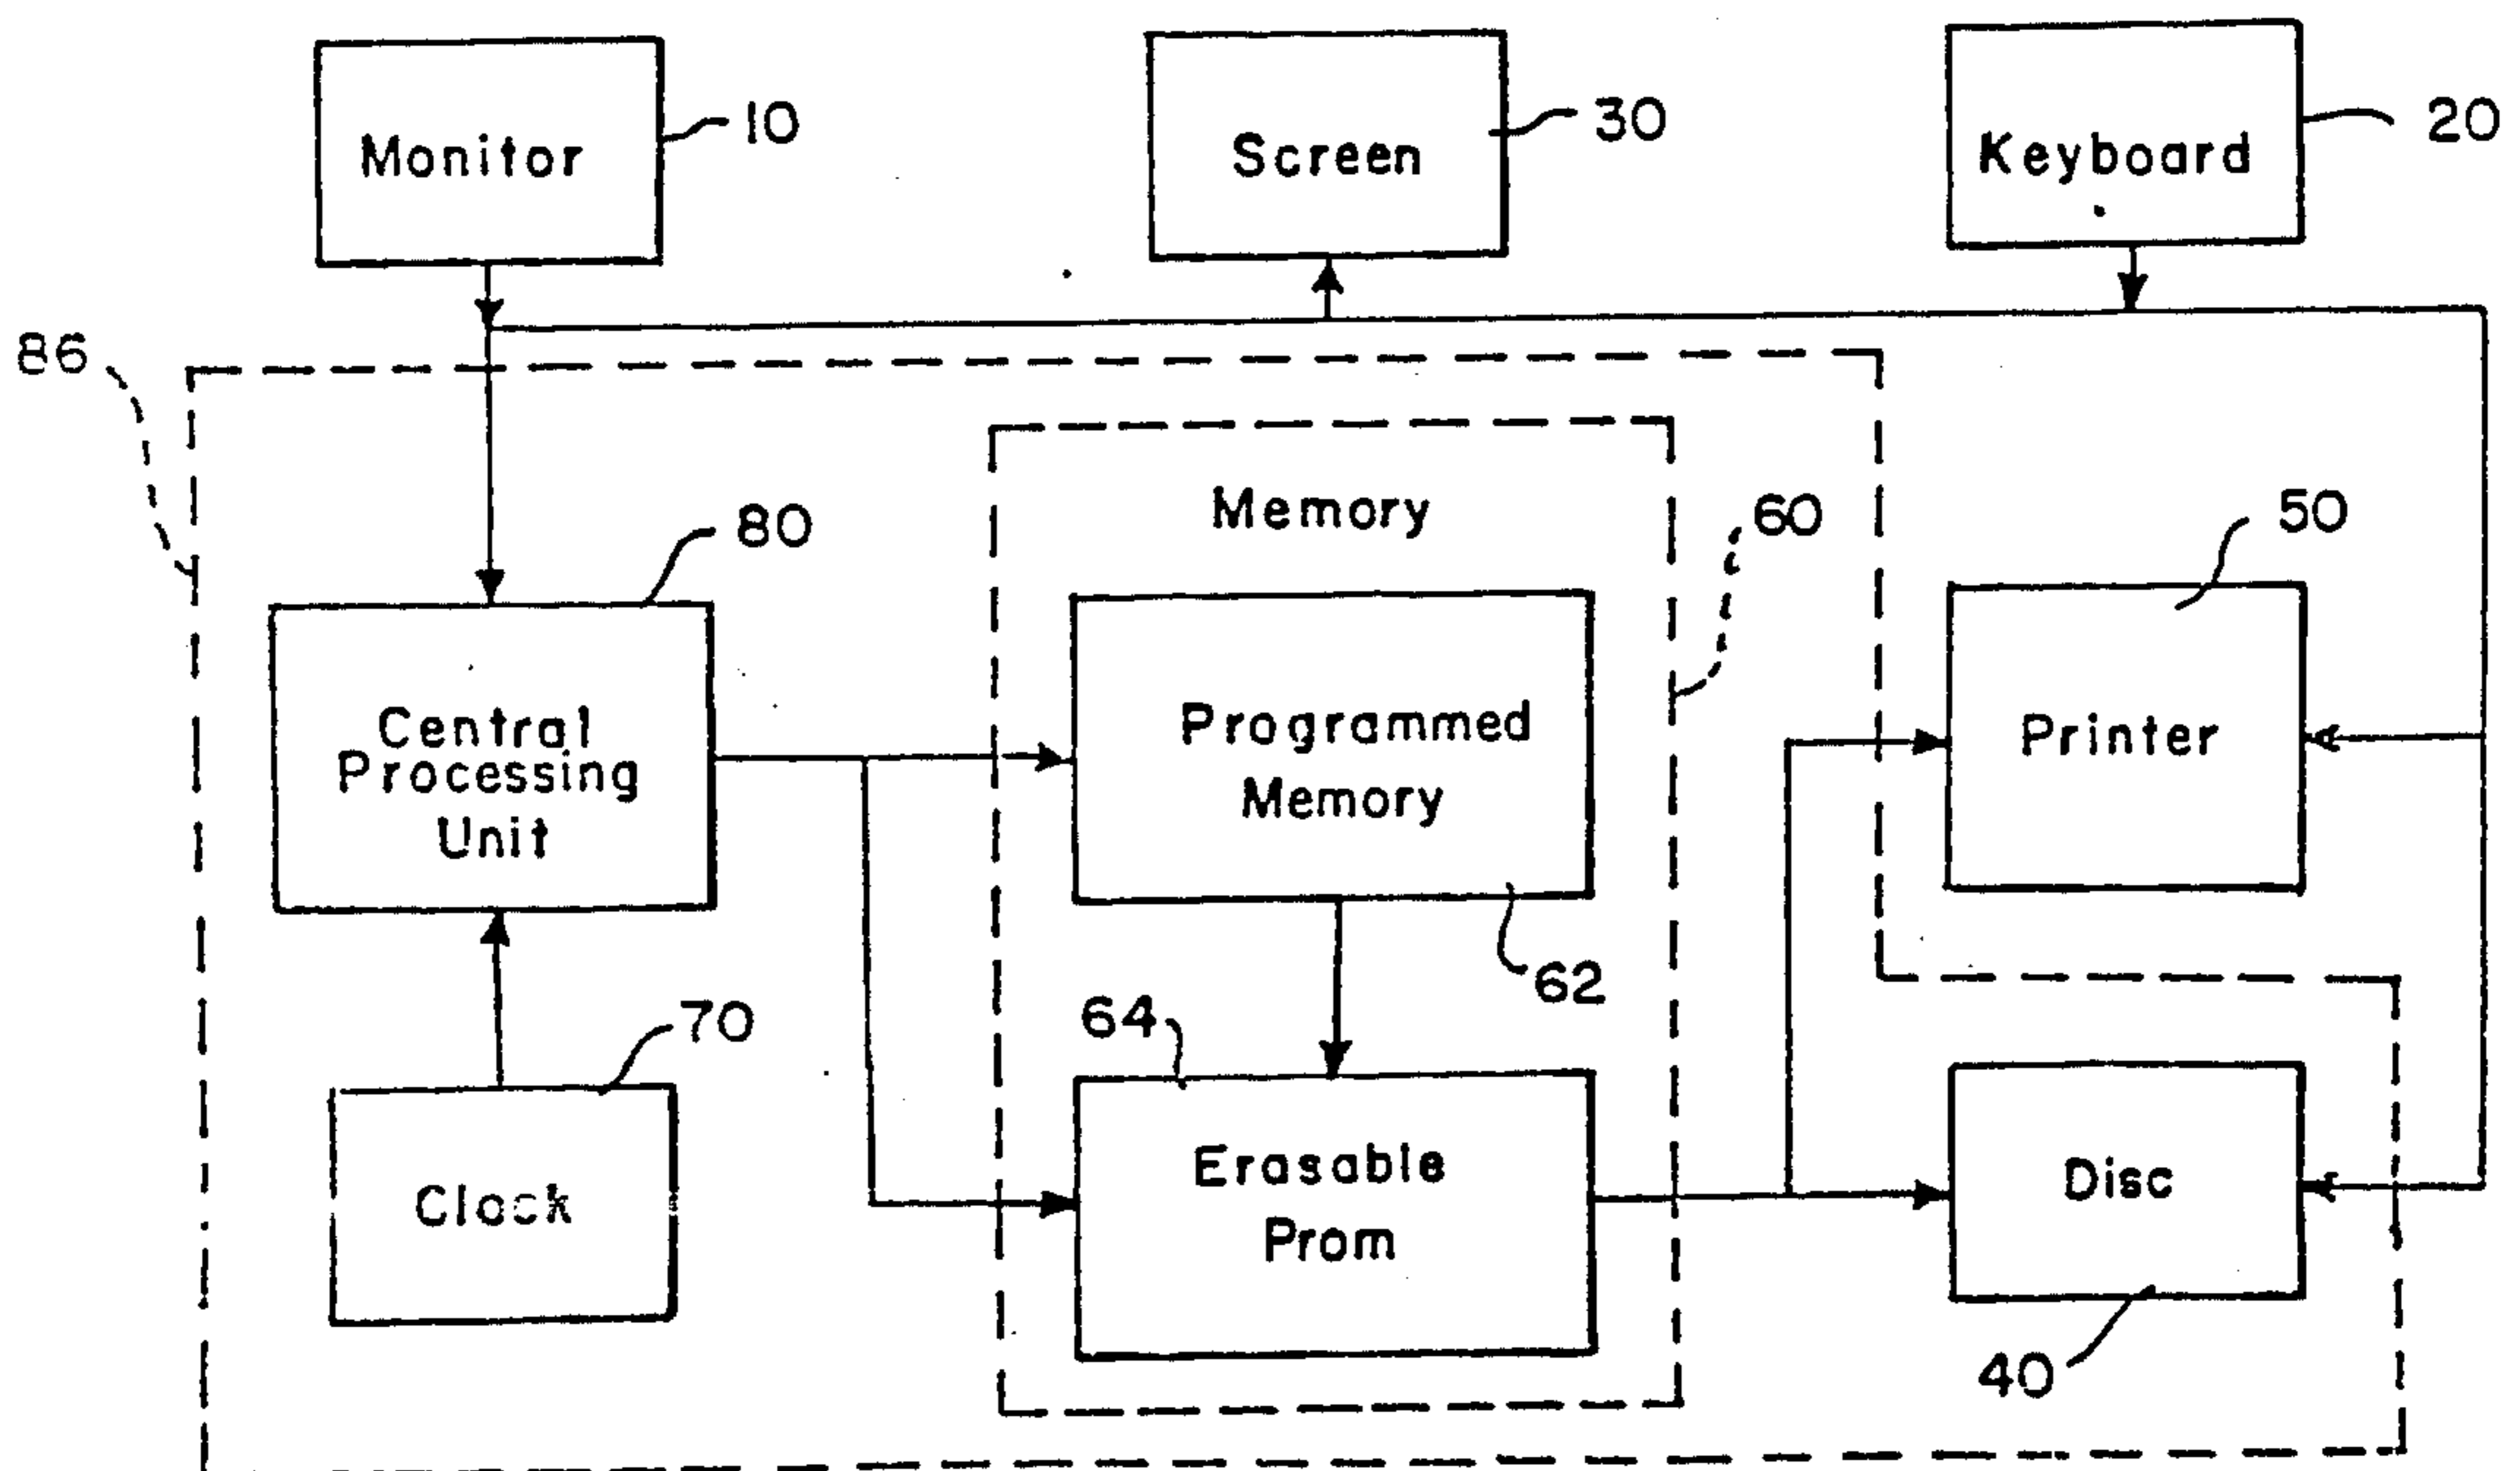 Monitor
10
Screen
30
Keyboard
20
86
Memory
60
80
Central
Processing
Unit
Programmed
Memory
62
50
Printer
70
Clock
64
Erasable
Prom
Disc
40